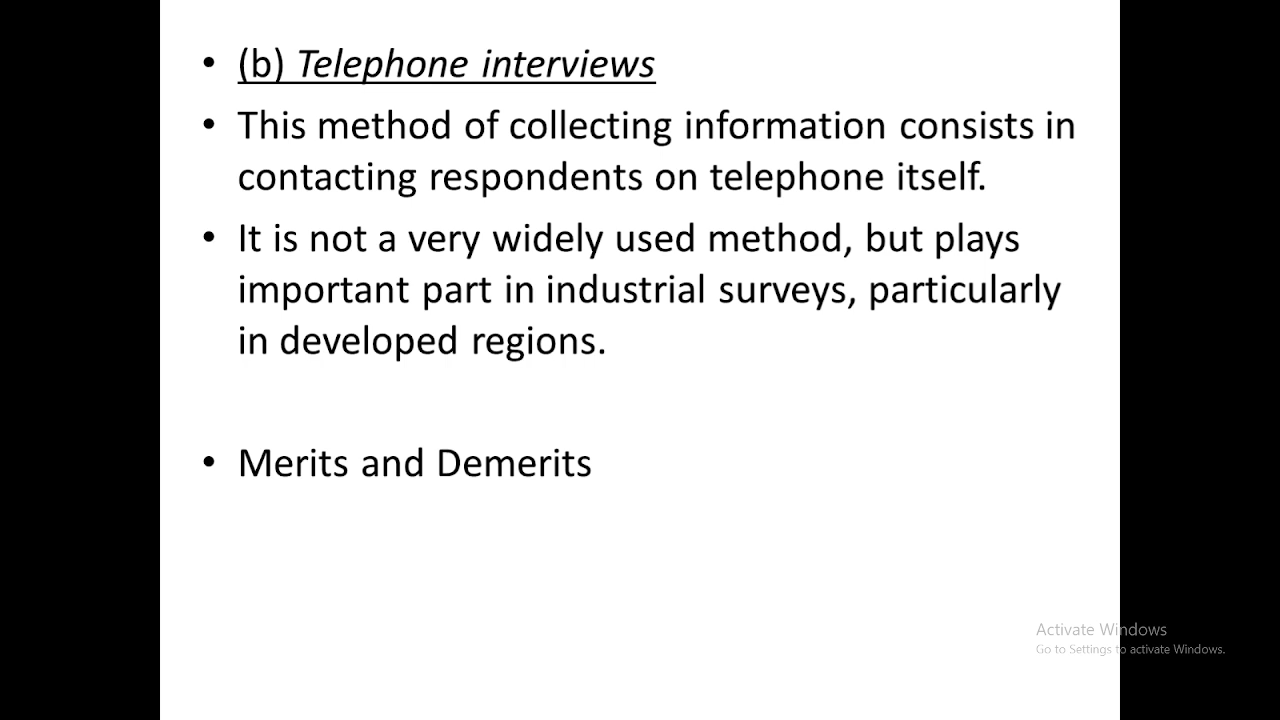 • (b) Telephone interviews
• This method of collecting information consists in
contacting respondents on telephone itself.
• It is not a very widely used method, but plays
important part in industrial surveys, particularly
in developed regions.
• Merits and Demerits
Activate Windows
Go to Settings to activate Windows.